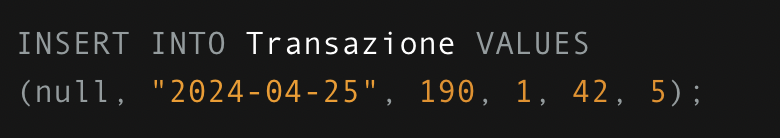 INSERT INTO Transazione VALUES
(null, "2024-04-25", 190, 1, 42, 5);